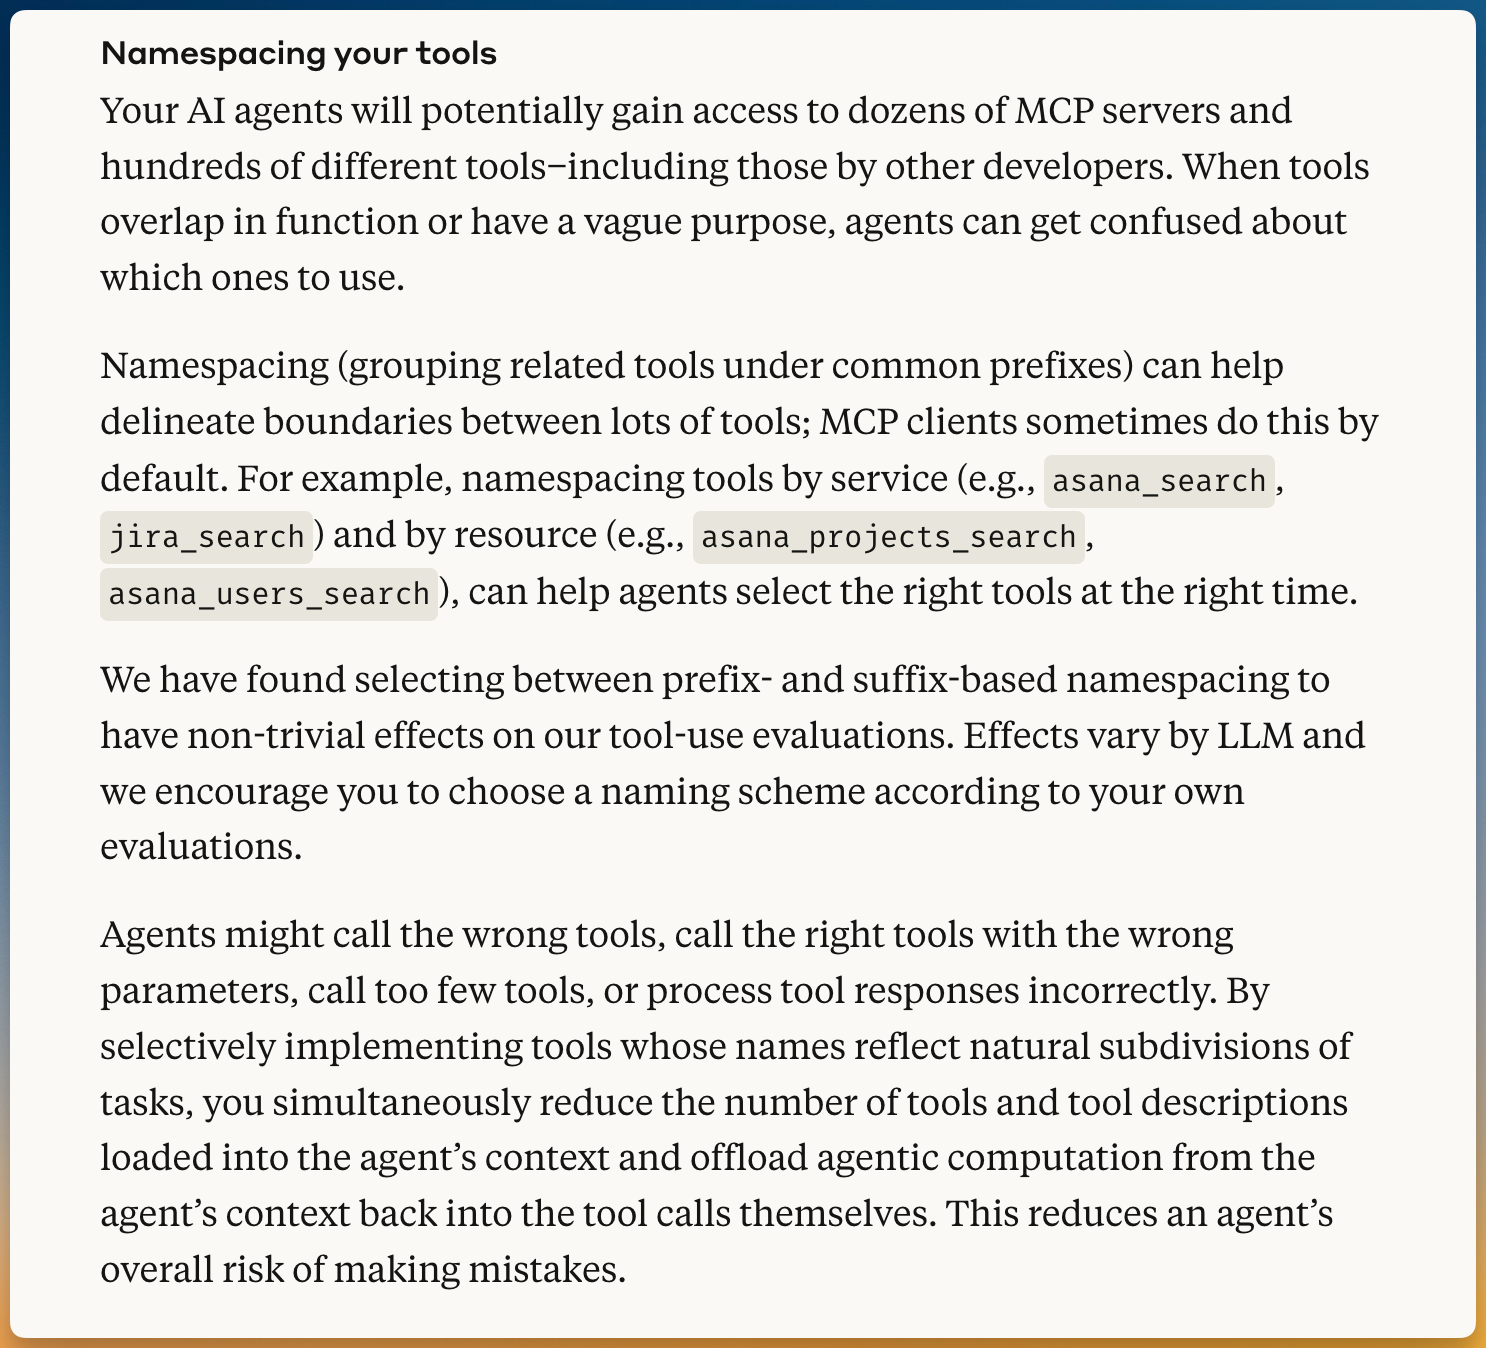 Namespacing your tools
Your AI agents will potentially gain access to dozens of MCP servers and
hundreds of different tools–including those by other developers. When tools
overlap in function or have a vague purpose, agents can get confused about
which ones to use.
Namespacing (grouping related tools under common prefixes) can help
delineate boundaries between lots of tools; MCP clients sometimes do this by
default. For example, namespacing tools by service (e.g., asana_search,
jira_search) and by resource (e.g., asana_projects_search,
asana_users_search), can help agents select the right tools at the right time.
We have found selecting between prefix- and suffix-based namespacing to
have non-trivial effects on our tool-use evaluations. Effects vary by LLM and
we encourage you to choose a naming scheme according to your own
evaluations.
Agents might call the wrong tools, call the right tools with the wrong
parameters, call too few tools, or process tool responses incorrectly. By
selectively implementing tools whose names reflect natural subdivisions of
tasks, you simultaneously reduce the number of tools and tool descriptions
loaded into the agent’s context and offload agentic computation from the
agent’s context back into the tool calls themselves. This reduces an agent’s
overall risk of making mistakes.